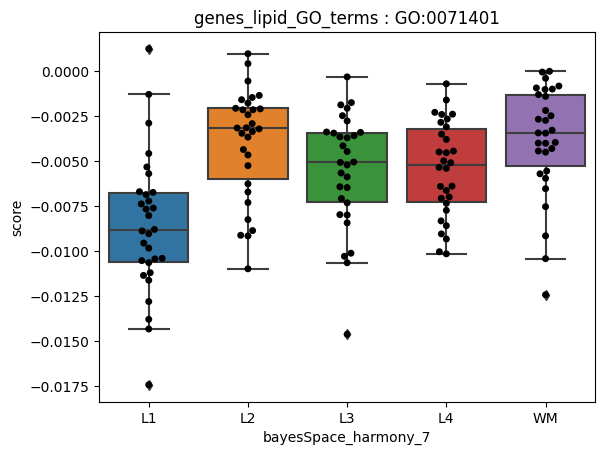 genes_lipid_GO_terms : GO:0071401
0.0000
−0.0025
−0.0050
−0.0075
−0.0100
−0.0125
−0.0150
−0.0175
score
L1 L2 L3 L4 WM
bayesSpace_harmony_7